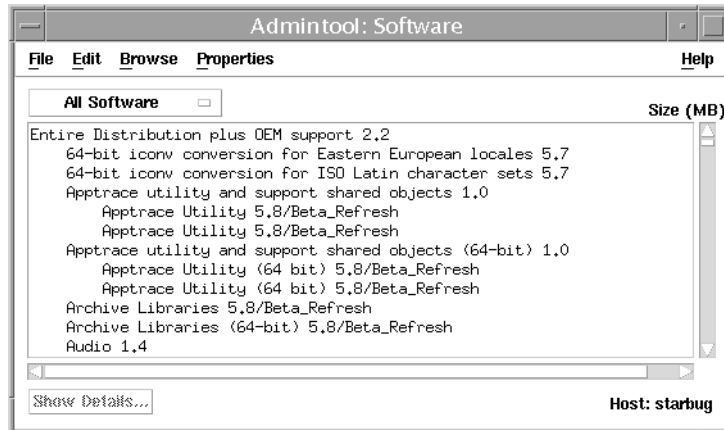 Admintool: Software
File Edit Browse Properties Help
All Software
Size (MB)
Entire Distribution plus OEM support 2.2
64-bit iconv conversion for Eastern European locales 5.7
64-bit iconv conversion for ISO Latin character sets 5.7
Apptrace utility and support shared objects 1.0
Apptrace Utility 5.8/Beta_Refresh
Apptrace Utility 5.8/Beta_Refresh
Apptrace utility and support shared objects (64-bit) 1.0
Apptrace Utility (64 bit) 5.8/Beta_Refresh
Apptrace Utility (64 bit) 5.8/Beta_Refresh
Archive Libraries 5.8/Beta_Refresh
Archive Libraries (64-bit) 5.8/Beta_Refresh
Audio 1.4
Show Details...
Host: starbug